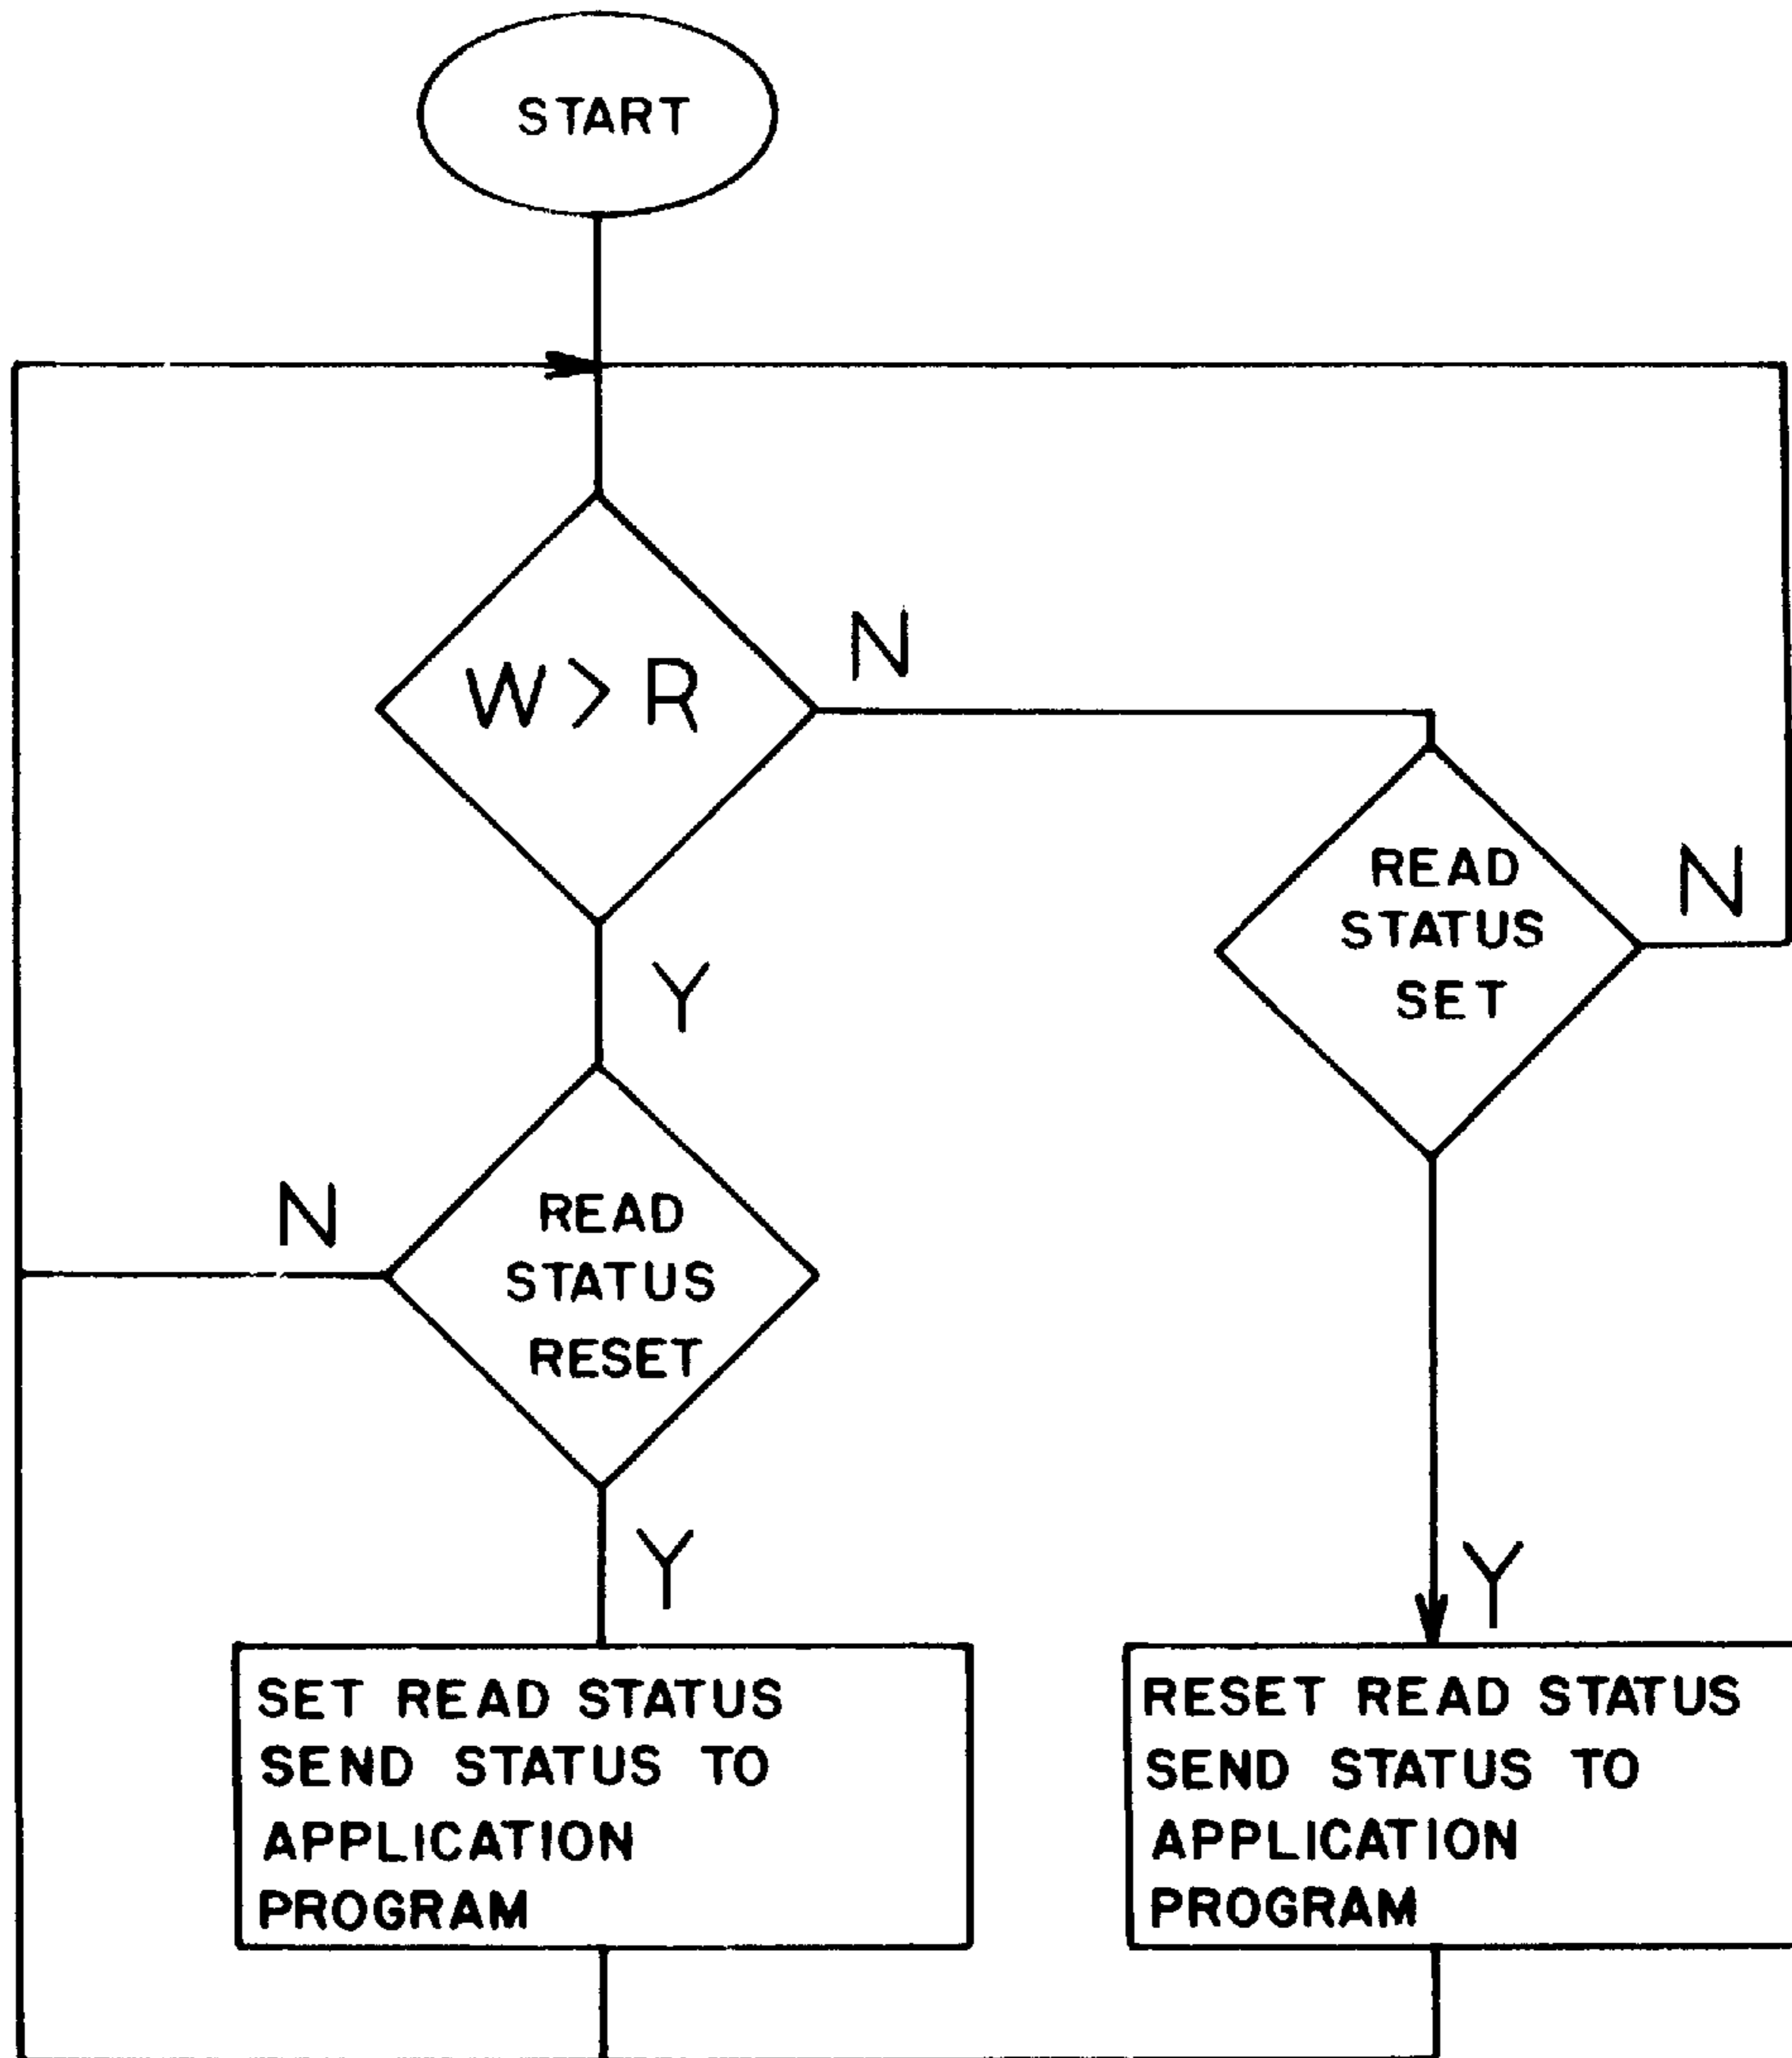 START
W > R
N
READ
STATUS
SET
N
Y
READ
STATUS
RESET
N
Y
Y
SET READ STATUS
SEND STATUS TO
APPLICATION
PROGRAM
RESET READ STATUS
SEND STATUS TO
APPLICATION
PROGRAM